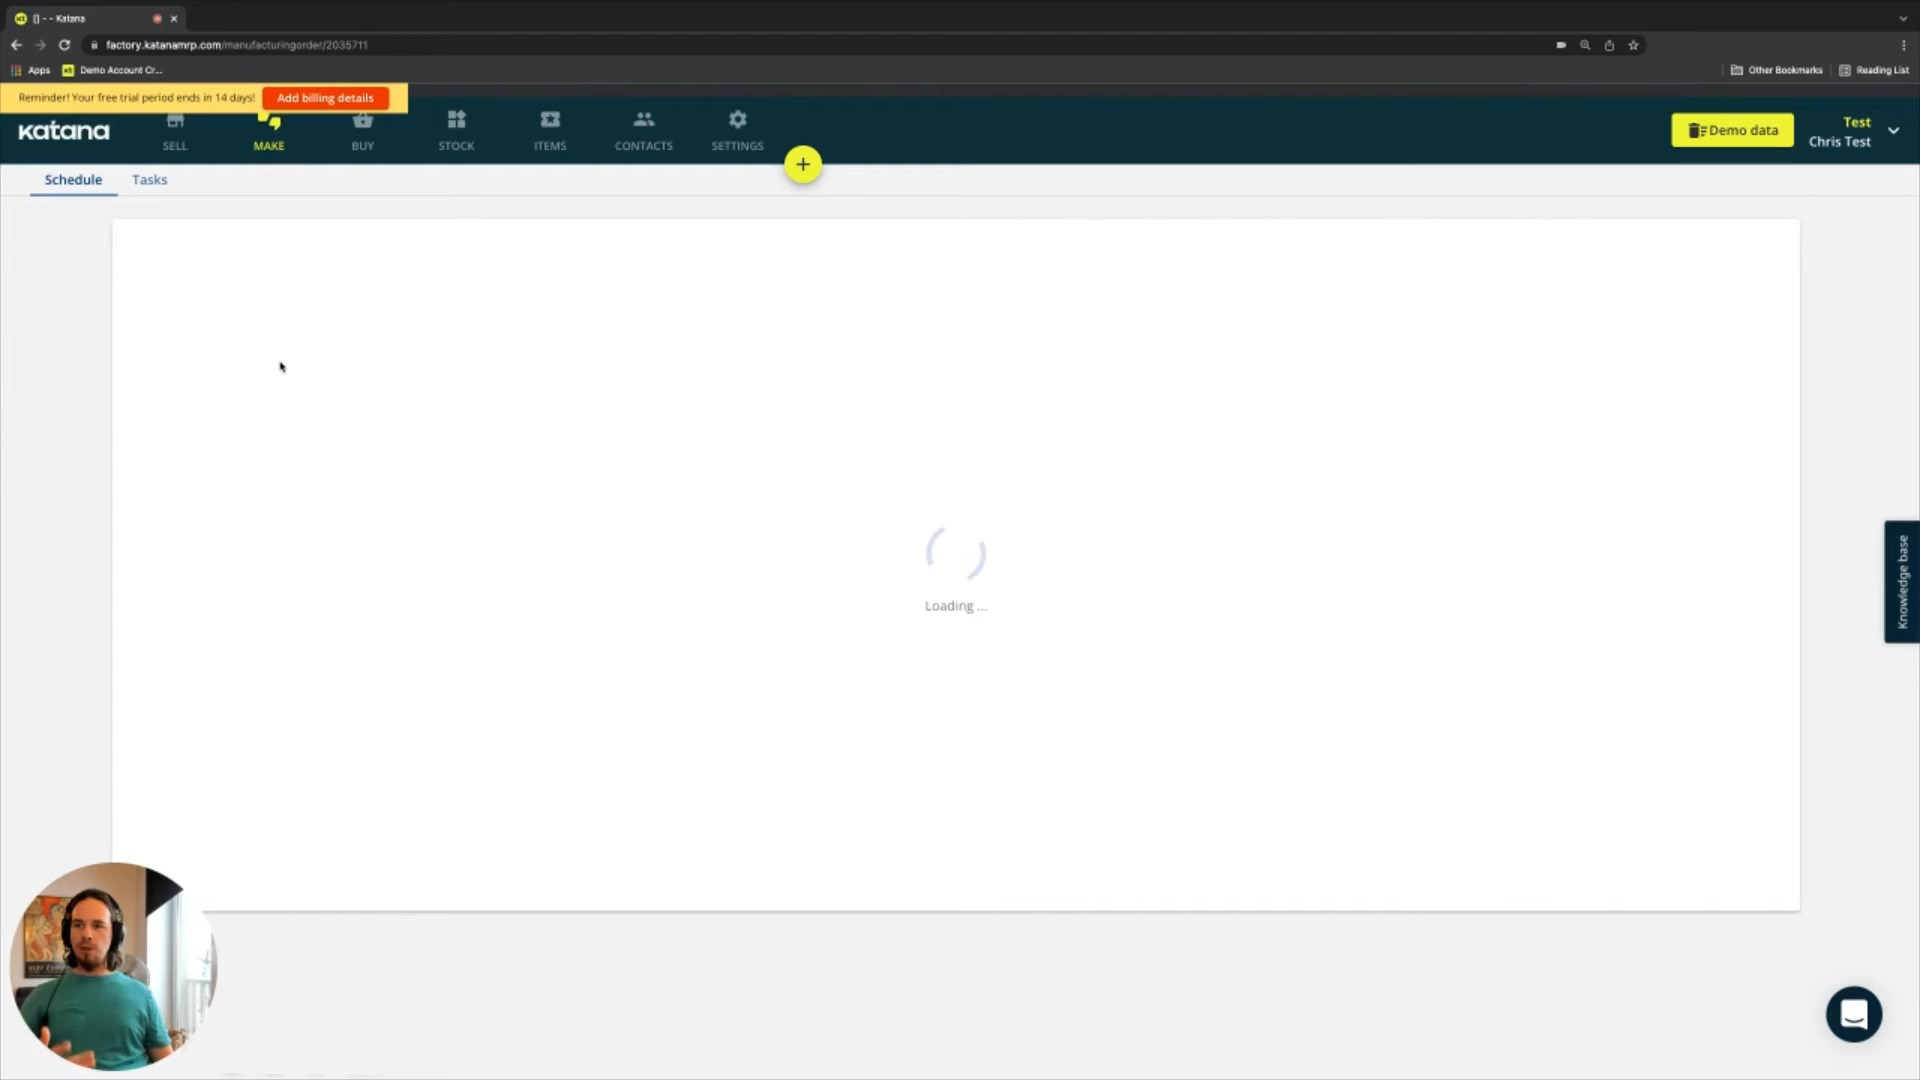 [] - - Katana
factory.katanamrp.com/manufacturingorder/2035711
Apps
Demo Account Cr...
Other Bookmarks
Reading List
Reminder! Your free trial period ends in 14 days!
Add billing details
katana
SELL
MAKE
BUY
STOCK
ITEMS
CONTACTS
SETTINGS
+
Demo data
Test
Chris Test
Schedule
Tasks
Loading ...
Knowledge base